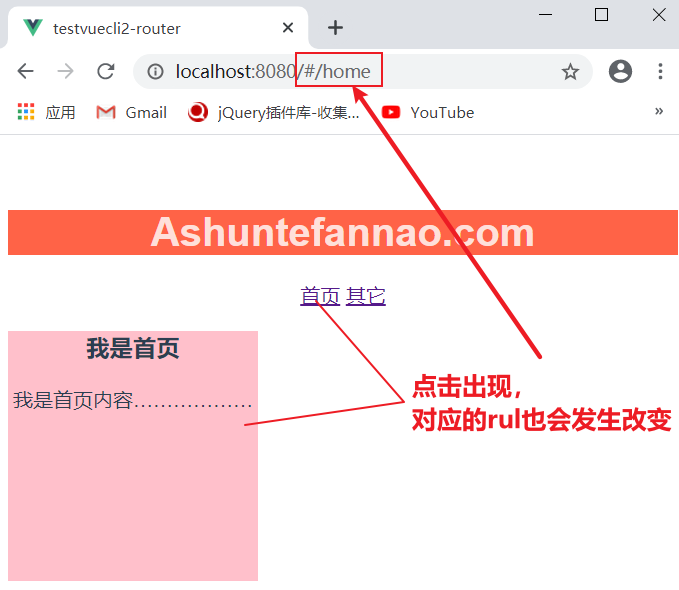 testvuecli2-router
localhost:8080/#/home
应用 Gmail jQuery插件库-收集... YouTube »
Ashuntefannao.com
首页 其它
我是首页
我是首页内容………………
点击出现，
对应的rul也会发生改变